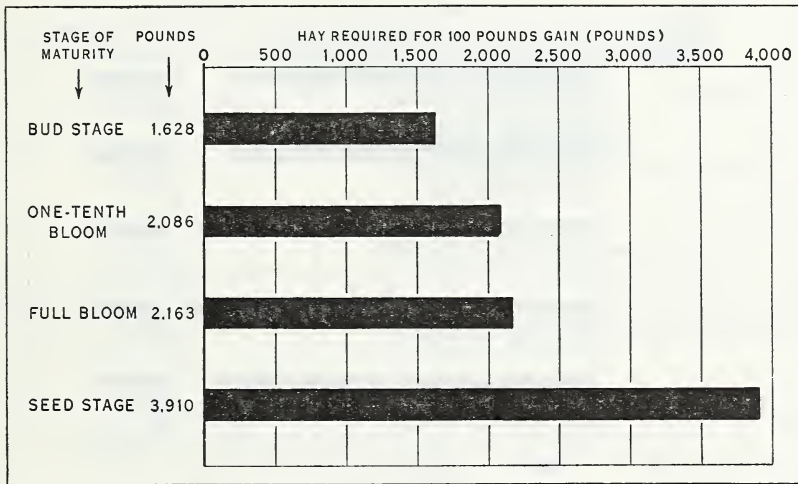 STAGE OF MATURITY
POUNDS
HAY REQUIRED FOR 100 POUNDS GAIN (POUNDS)
0 500 1,000 1,500 2,000 2,500 3,000 3,500 4,000
BUD STAGE 1.628
ONE-TENTH BLOOM 2,086
FULL BLOOM 2,163
SEED STAGE 3,910